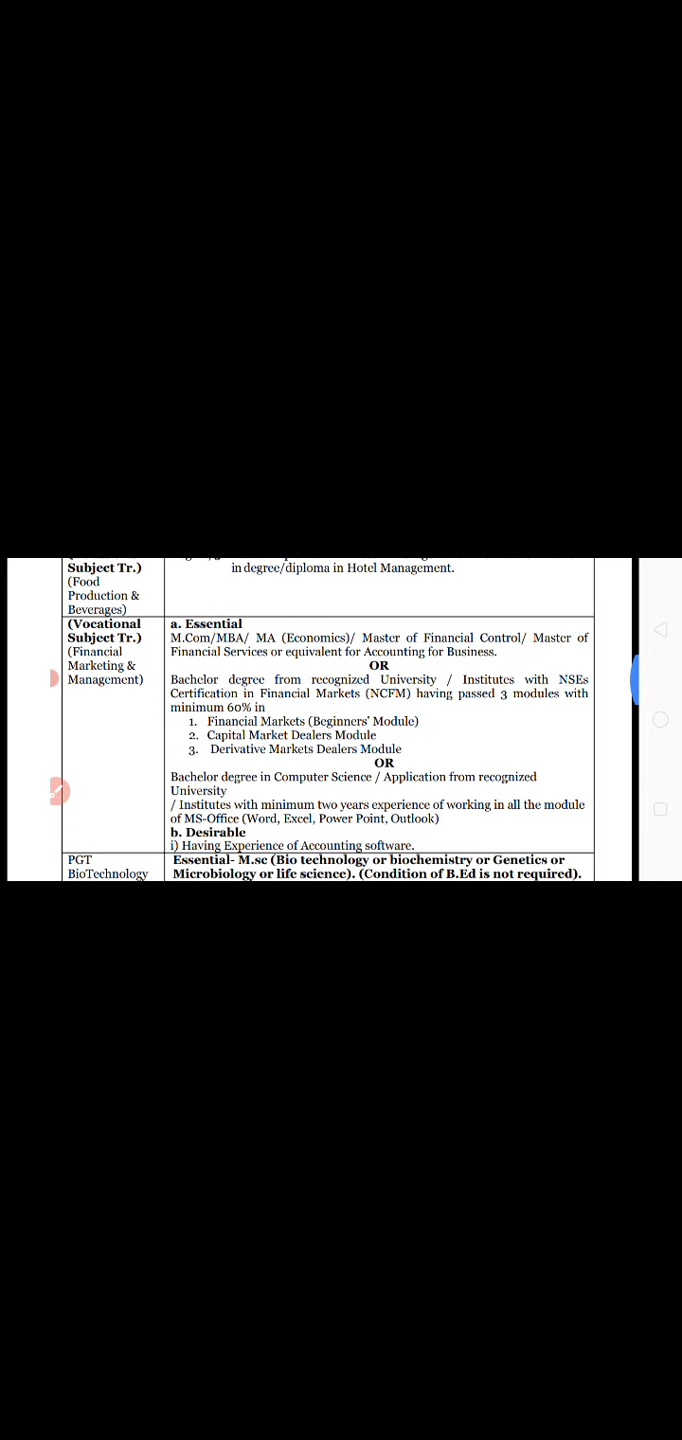 Subject Tr.)
(Food
Production &
Beverages)
in degree/diploma in Hotel Management.
(Vocational
Subject Tr.)
(Financial
Marketing &
Management)
a. Essential
M.Com/MBA/ MA (Economics)/ Master of Financial Control/ Master of
Financial Services or equivalent for Accounting for Business.
OR
Bachelor degree from recognized University / Institutes with NSEs
Certification in Financial Markets (NCFM) having passed 3 modules with
minimum 60% in
1. Financial Markets (Beginners' Module)
2. Capital Market Dealers Module
3. Derivative Markets Dealers Module
OR
Bachelor degree in Computer Science / Application from recognized
University
/ Institutes with minimum two years experience of working in all the module
of MS-Office (Word, Excel, Power Point, Outlook)
b. Desirable
i) Having Experience of Accounting software.
PGT
BioTechnology
Essential- M.sc (Bio technology or biochemistry or Genetics or
Microbiology or life science). (Condition of B.Ed is not required).